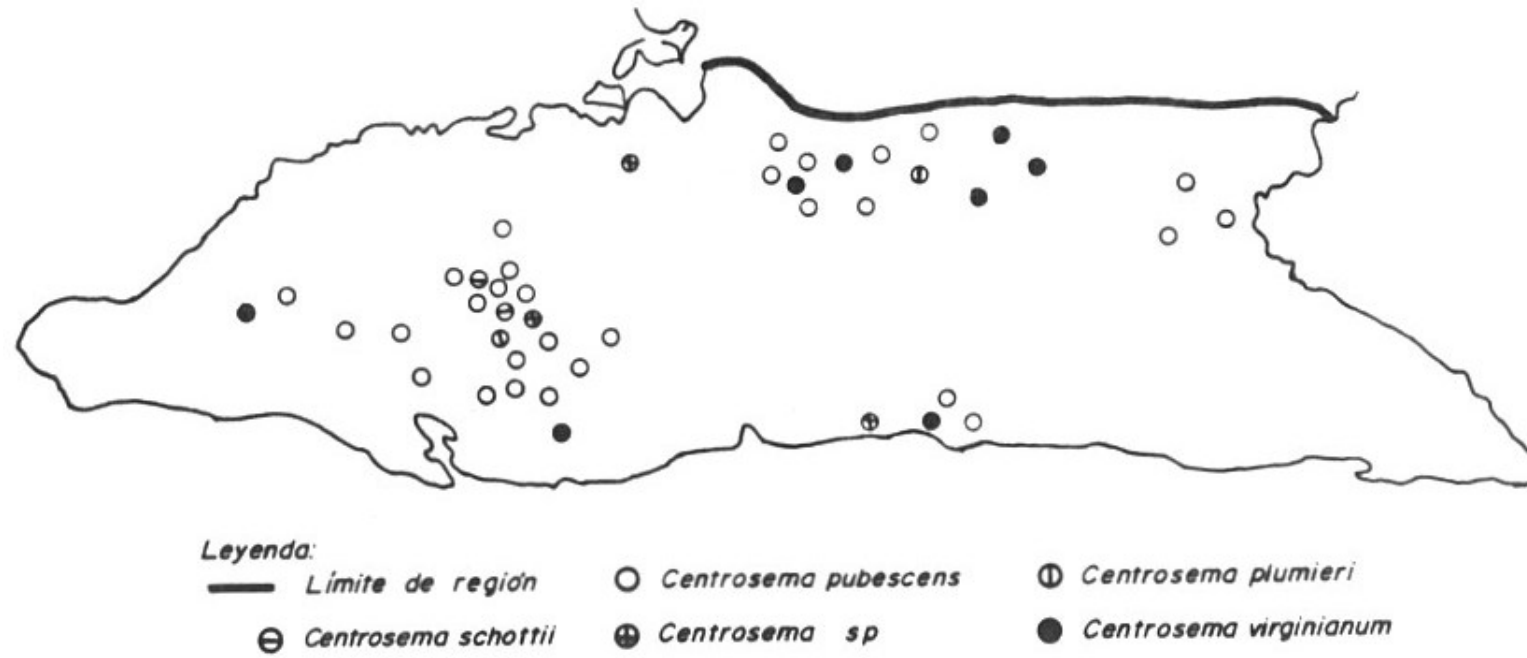 Leyenda:
Límite de región
Centrosema pubescens
Centrosema plumieri
Centrosema schottii
Centrosema sp
Centrosema virginianum